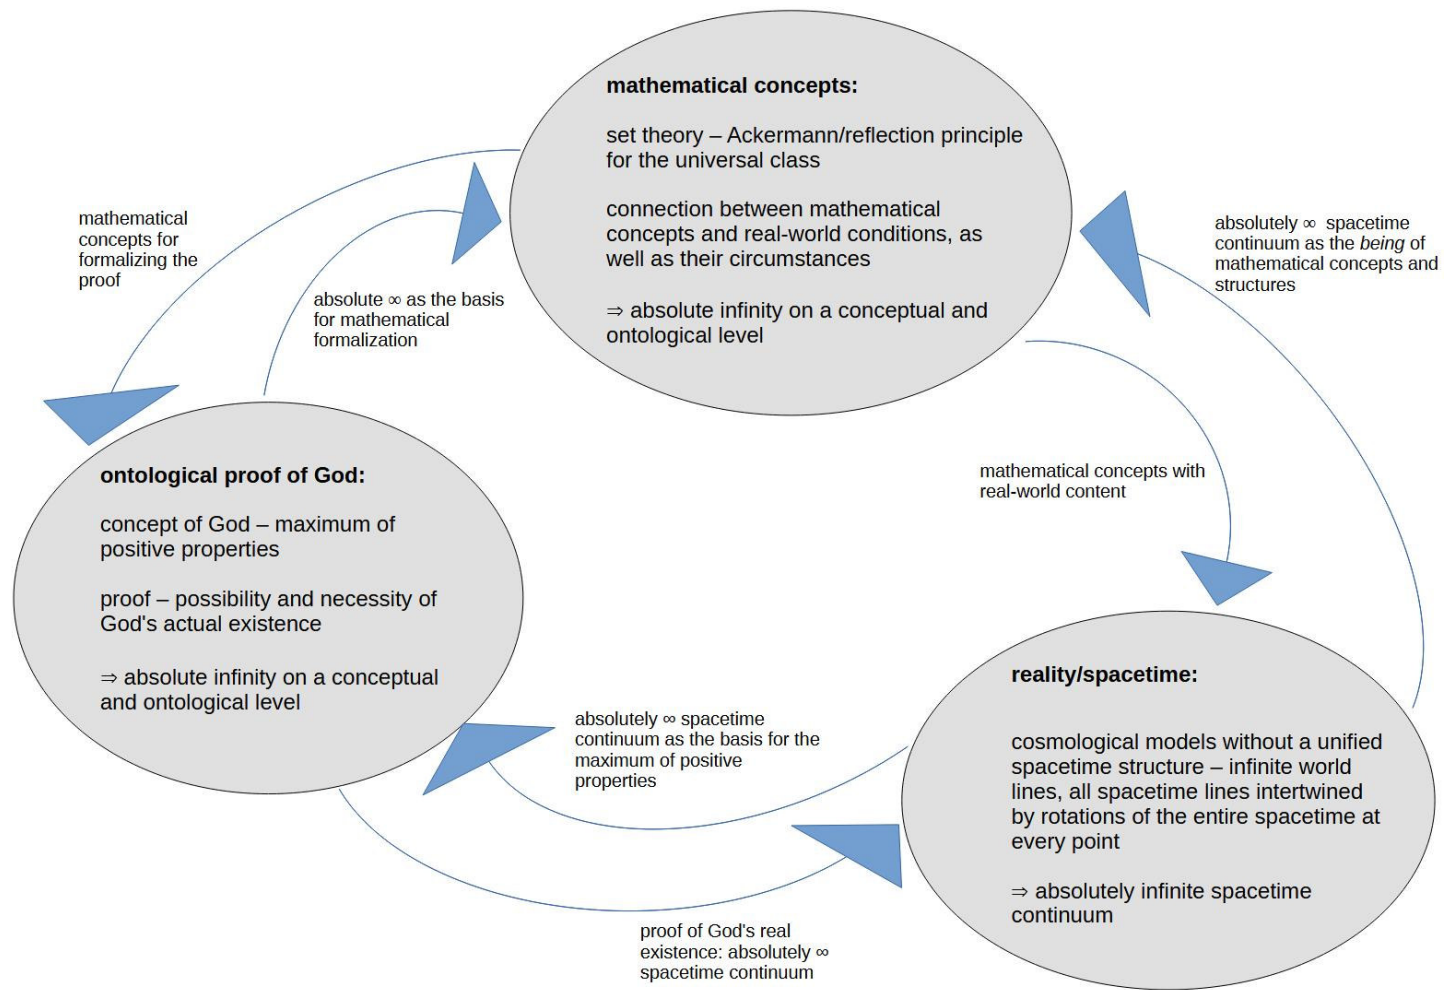 mathematical concepts:
set theory – Ackermann/reflection principle
for the universal class
connection between mathematical
concepts and real-world conditions, as
well as their circumstances
⇒ absolute infinity on a conceptual and
ontological level
mathematical
concepts for
formalizing the
proof
absolute ∞ as the basis
for mathematical
formalization
absolutely ∞  spacetime
continuum as the being of
mathematical concepts and
structures
mathematical concepts with
real-world content
ontological proof of God:
concept of God – maximum of
positive properties
proof – possibility and necessity of
God's actual existence
⇒ absolute infinity on a conceptual
and ontological level
absolutely ∞ spacetime
continuum as the basis for the
maximum of positive
properties
reality/spacetime:
cosmological models without a unified
spacetime structure – infinite world
lines, all spacetime lines intertwined
by rotations of the entire spacetime at
every point
⇒ absolutely infinite spacetime
continuum
proof of God's real
existence: absolutely ∞
spacetime continuum